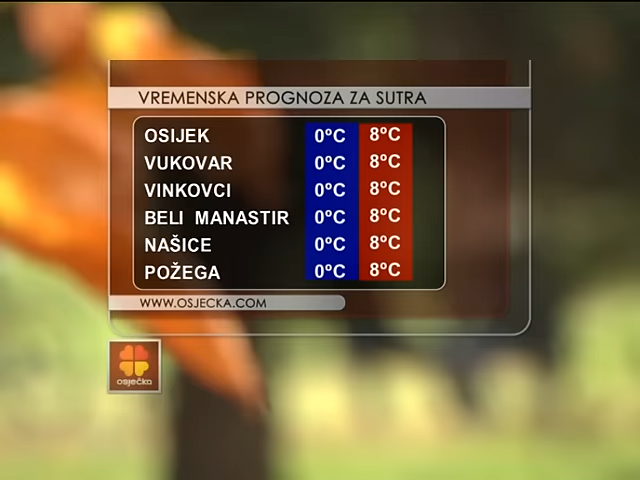 VREMENSKA PROGNOZA ZA SUTRA
OSIJEK 0ºC 8ºC
VUKOVAR 0ºC 8ºC
VINKOVCI 0ºC 8ºC
BELI MANASTIR 0ºC 8ºC
NAŠICE 0ºC 8ºC
POŽEGA 0ºC 8ºC
WWW.OSJECKA.COM
osječka